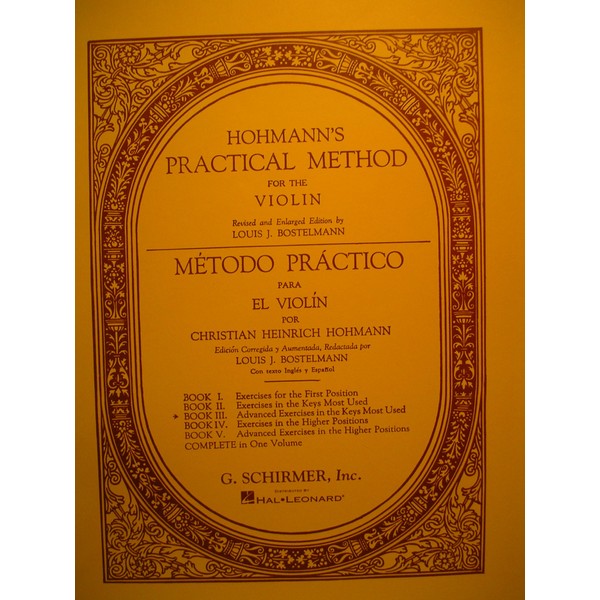 HOHMANN'S
PRACTICAL METHOD
FOR THE
VIOLIN
Revised and Enlarged Edition by
LOUIS J. BOSTELMANN
MÉTODO PRÁCTICO
PARA
EL VIOLÍN
POR
CHRISTIAN HEINRICH HOHMANN
Edición Corregida y Aumentada, Redactada por
LOUIS J. BOSTELMANN
Con texto Inglés y Español
BOOK I. Exercises for the First Position
BOOK II. Exercises in the Keys Most Used
* BOOK III. Advanced Exercises in the Keys Most Used
BOOK IV. Exercises in the Higher Positions
BOOK V. Advanced Exercises in the Higher Positions
COMPLETE in One Volume
G. SCHIRMER, Inc.
DISTRIBUTED BY
HAL•LEONARD®